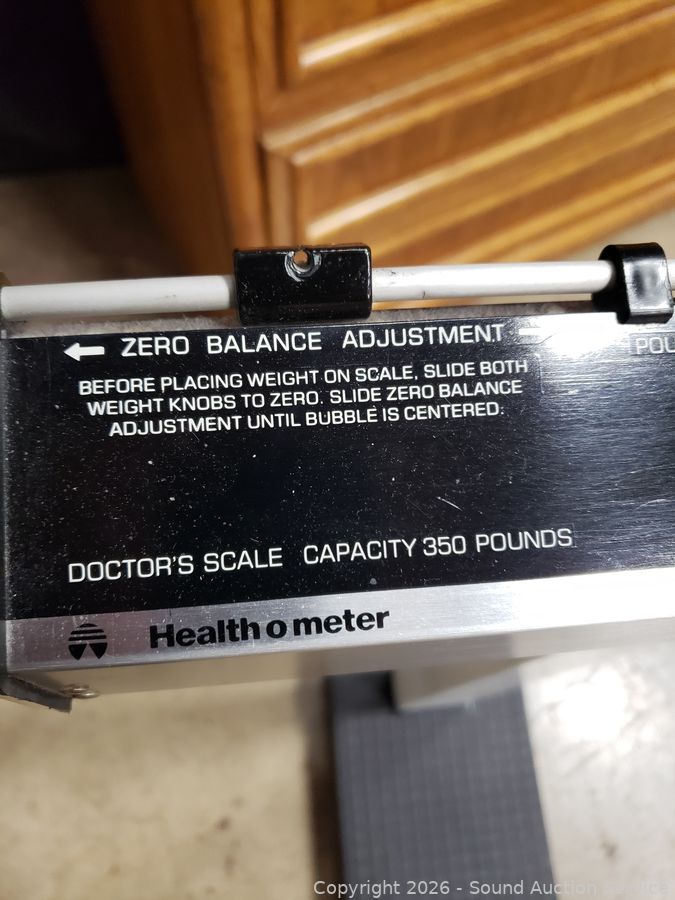 ZERO BALANCE ADJUSTMENT
BEFORE PLACING WEIGHT ON SCALE, SLIDE BOTH
WEIGHT KNOBS TO ZERO. SLIDE ZERO BALANCE
ADJUSTMENT UNTIL BUBBLE IS CENTERED.
DOCTOR'S SCALE CAPACITY 350 POUNDS
Health o meter
Copyright 2026 - Sound Auction Service